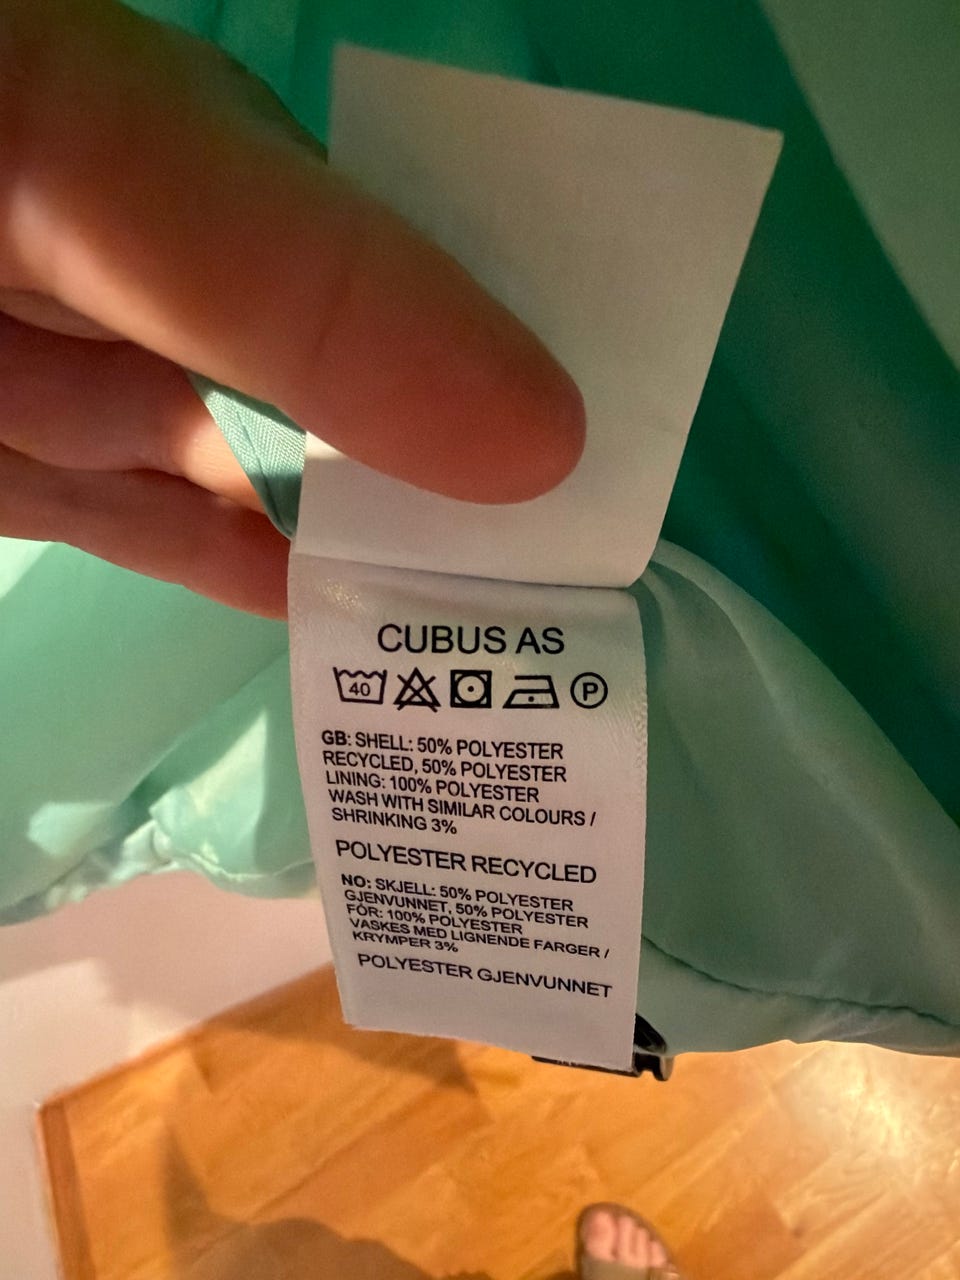 CUBUS AS
40 P
GB: SHELL: 50% POLYESTER
RECYCLED, 50% POLYESTER
LINING: 100% POLYESTER
WASH WITH SIMILAR COLOURS /
SHRINKING 3%
POLYESTER RECYCLED
NO: SKJELL: 50% POLYESTER
GJENVUNNET, 50% POLYESTER
FÓR: 100% POLYESTER
VASKES MED LIGNENDE FARGER /
KRYMPER 3%
POLYESTER GJENVUNNET